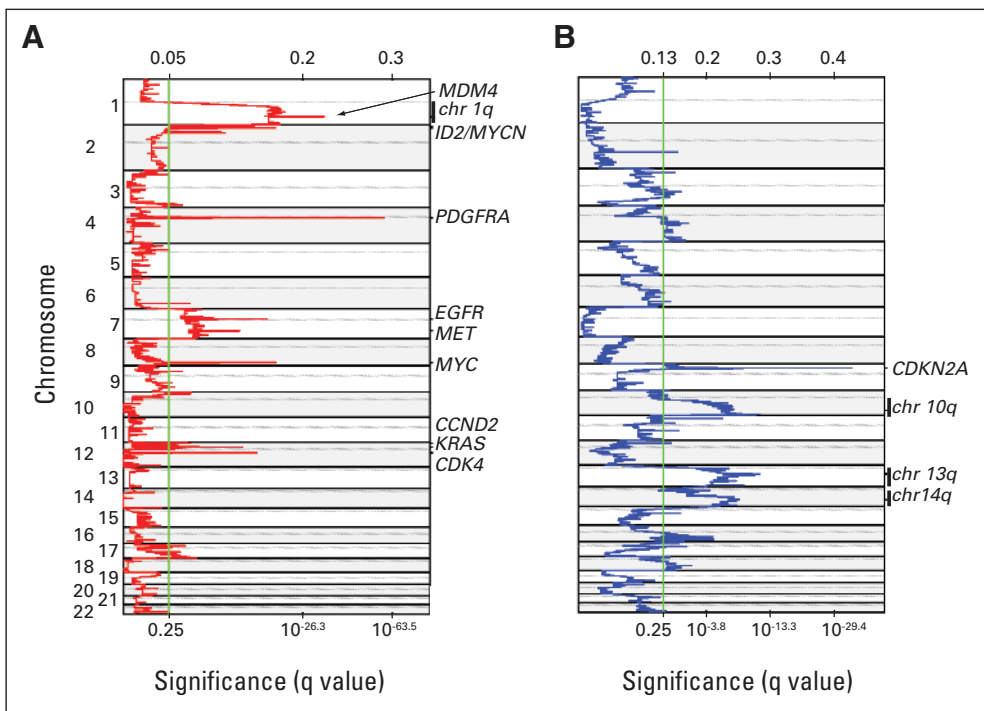 A
0.05 0.2 0.3
Chromosome
1
2
3
4
5
6
7
8
9
10
11
12
13
14
15
16
17
18
19
20
21
22
MDM4
chr 1q
ID2/MYCN
PDGFRA
EGFR
MET
MYC
CCND2
KRAS
CDK4
0.25 10-26.3 10-63.5
Significance (q value)
B
0.13 0.2 0.3 0.4
CDKN2A
chr 10q
chr 13q
chr14q
0.25 10-3.8 10-13.3 10-29.4
Significance (q value)